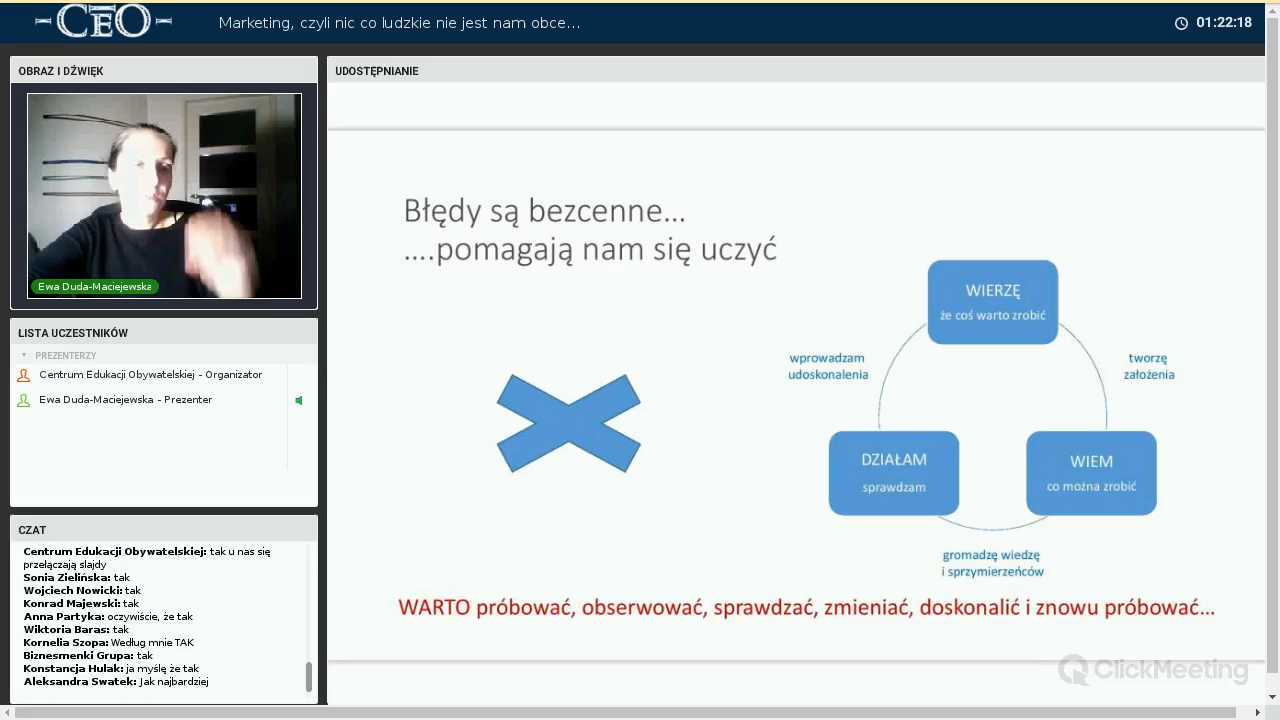 CEO
Marketing, czyli nic co ludzkie nie jest nam obce...
01:22:18
OBRAZ I DŹWIĘK
Ewa Duda-Maciejewska
LISTA UCZESTNIKÓW
PREZENTERZY
Centrum Edukacji Obywatelskiej - Organizator
Ewa Duda-Maciejewska - Prezenter
CZAT
Centrum Edukacji Obywatelskiej: tak u nas się
przełączają slajdy
Sonia Zielińska: tak
Wojciech Nowicki: tak
Konrad Majewski: tak
Anna Partyka: oczywiście, że tak
Wiktoria Baras: tak
Kornelia Szopa: Według mnie TAK
Biznesmenki Grupa: tak
Konstancja Hulak: ja myślę że tak
Aleksandra Swatek: Jak najbardziej
UDOSTĘPNIANIE
Błędy są bezcenne...
....pomagają nam się uczyć
WIERZĘ
że coś warto zrobić
wprowadzam
udoskonalenia
tworzę
założenia
DZIAŁAM
sprawdzam
WIEM
co można zrobić
gromadzę wiedzę
i sprzymierzeńców
WARTO próbować, obserwować, sprawdzać, zmieniać, doskonalić i znowu próbować...
ClickMeeting